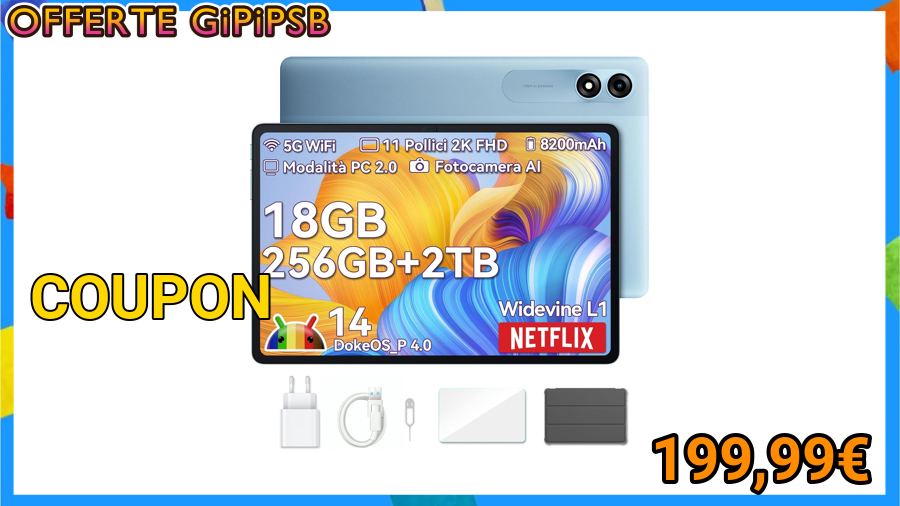 OFFERTE GiPiPSB
5G WiFi 11 Pollici 2K FHD 8200mAh
Modalità PC 2.0 Fotocamera AI
18GB
256GB+2TB
COUPON
Widevine L1
14
NETFLIX
DokeOS_P 4.0
199,99€